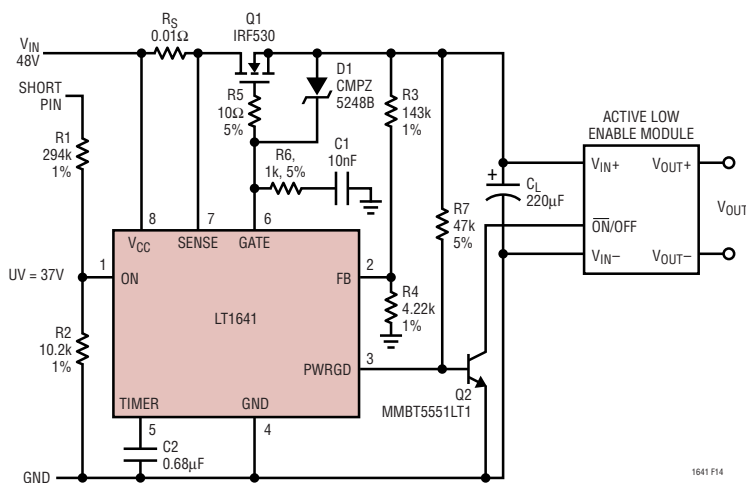 RS
0.01Ω
Q1
IRF530
VIN
48V
SHORT
PIN
R1
294k
1%
R5
10Ω
5%
D1
CMPZ
5248B
R3
143k
1%
R6,
1k, 5%
C1
10nF
ACTIVE LOW
ENABLE MODULE
VIN+
VOUT+
+
CL
220µF
VOUT
ON/OFF
VIN–
VOUT–
R7
47k
5%
8
7
6
VCC
SENSE
GATE
UV = 37V
1
ON
2
FB
LT1641
R4
4.22k
1%
R2
10.2k
1%
PWRGD
3
Q2
MMBT5551LT1
TIMER
GND
5
4
C2
0.68µF
GND
1641 F14